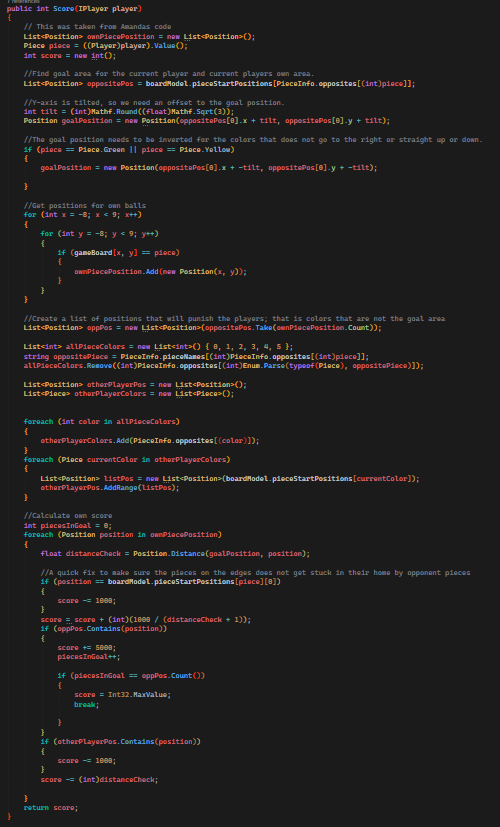 7 references
public int Score(IPlayer player)
{
// This was taken from Amandas code
List<Position> ownPiecePosition = new List<Position>();
Piece piece = ((Player)player).Value();
int score = new int();
//Find goal area for the current player and current players own area.
List<Position> oppositePos = boardModel.pieceStartPositions[PieceInfo.opposites[(int)piece]];
//Y-axis is tilted, so we need an offset to the goal position.
int tilt = (int)Mathf.Round((float)Mathf.Sqrt(3));
Position goalPosition = new Position(oppositePos[0].x + tilt, oppositePos[0].y + tilt);
//The goal position needs to be inverted for the colors that does not go to the right or straight up or down.
if (piece == Piece.Green || piece == Piece.Yellow)
{
goalPosition = new Position(oppositePos[0].x + -tilt, oppositePos[0].y + -tilt);
}
//Get positions for own balls
for (int x = -8; x < 9; x++)
{
for (int y = -8; y < 9; y++)
{
if (gameBoard[x, y] == piece)
{
ownPiecePosition.Add(new Position(x, y));
}
}
}
//Create a list of positions that will punish the players; that is colors that are not the goal area
List<Position> oppPos = new List<Position>(oppositePos.Take(ownPiecePosition.Count));
List<int> allPieceColors = new List<int>() { 0, 1, 2, 3, 4, 5 };
string oppositePiece = PieceInfo.pieceNames[(int)PieceInfo.opposites[(int)piece]];
allPieceColors.Remove((int)PieceInfo.opposites[(int)Enum.Parse(typeof(Piece), oppositePiece)]);
List<Position> otherPlayerPos = new List<Position>();
List<Piece> otherPlayerColors = new List<Piece>();
foreach (int color in allPieceColors)
{
otherPlayerColors.Add(PieceInfo.opposites[(color)]);
}
foreach (Piece currentColor in otherPlayerColors)
{
List<Position> listPos = new List<Position>(boardModel.pieceStartPositions[currentColor]);
otherPlayerPos.AddRange(listPos);
}
//Calculate own score
int piecesInGoal = 0;
foreach (Position position in ownPiecePosition)
{
float distanceCheck = Position.Distance(goalPosition, position);
//A quick fix to make sure the pieces on the edges does not get stuck in their home by opponent pieces
if (position == boardModel.pieceStartPositions[piece][0])
{
score -= 1000;
}
score = score + (int)(1000 / (distanceCheck + 1));
if (oppPos.Contains(position))
{
score += 5000;
piecesInGoal++;
if (piecesInGoal == oppPos.Count())
{
score = Int32.MaxValue;
break;
}
}
if (otherPlayerPos.Contains(position))
{
score -= 1000;
}
score -= (int)distanceCheck;
}
return score;
}